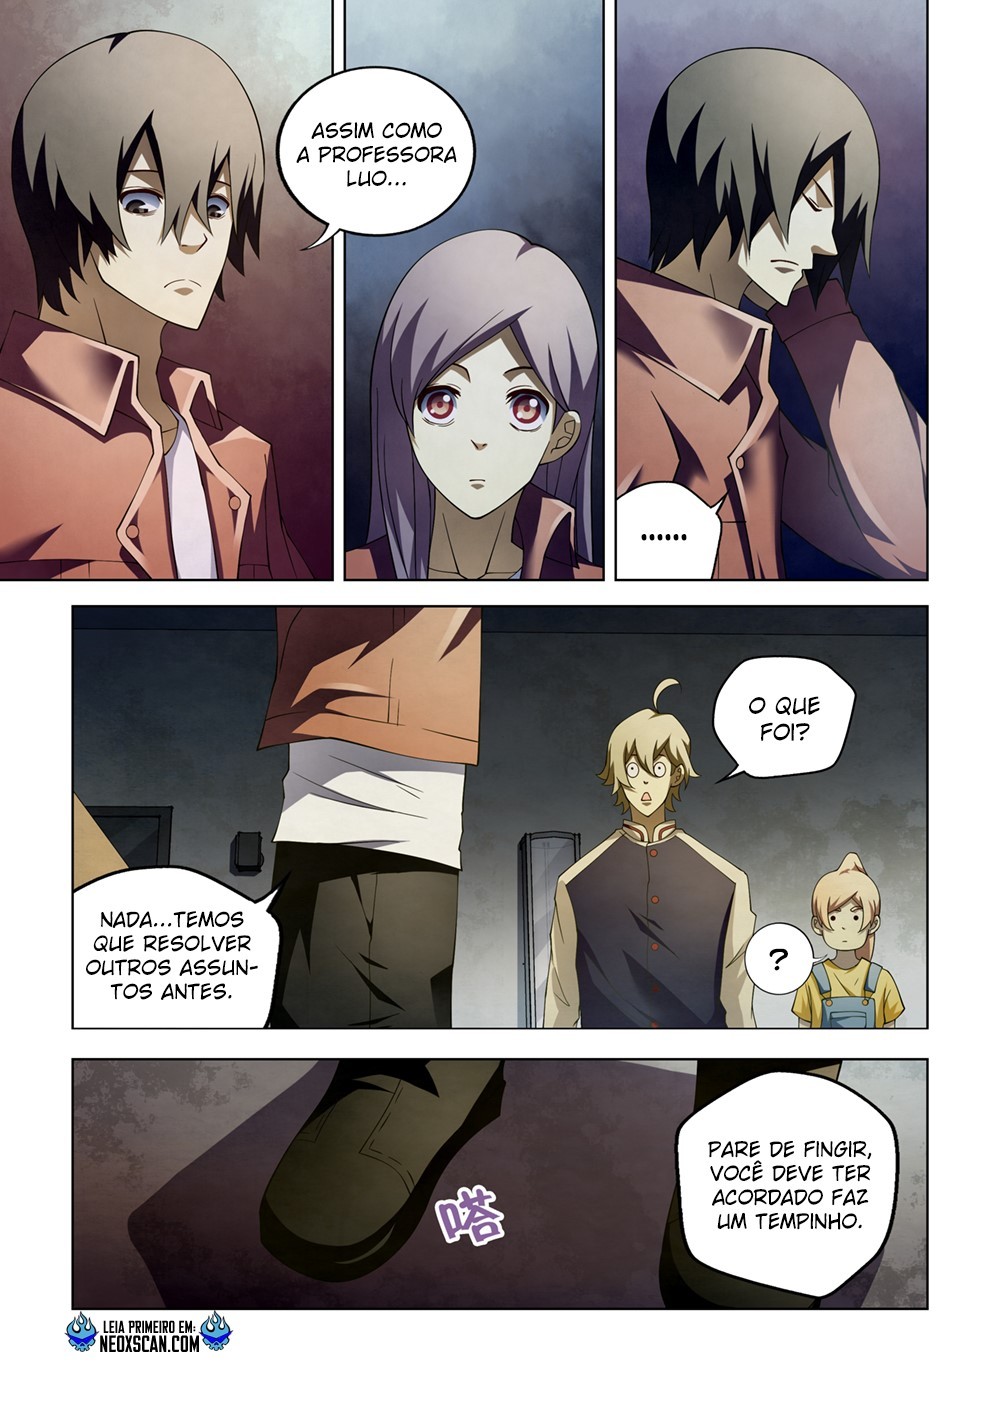 ASSIM COMO
A PROFESSORA
LUO...
......
O QUE
FOI?
NADA...TEMOS
QUE RESOLVER
OUTROS ASSUN-
TOS ANTES.
?
PARE DE FINGIR,
VOCÊ DEVE TER
ACORDADO FAZ
UM TEMPINHO.
嗒
LEIA PRIMEIRO EM:
NEOXSCAN.COM